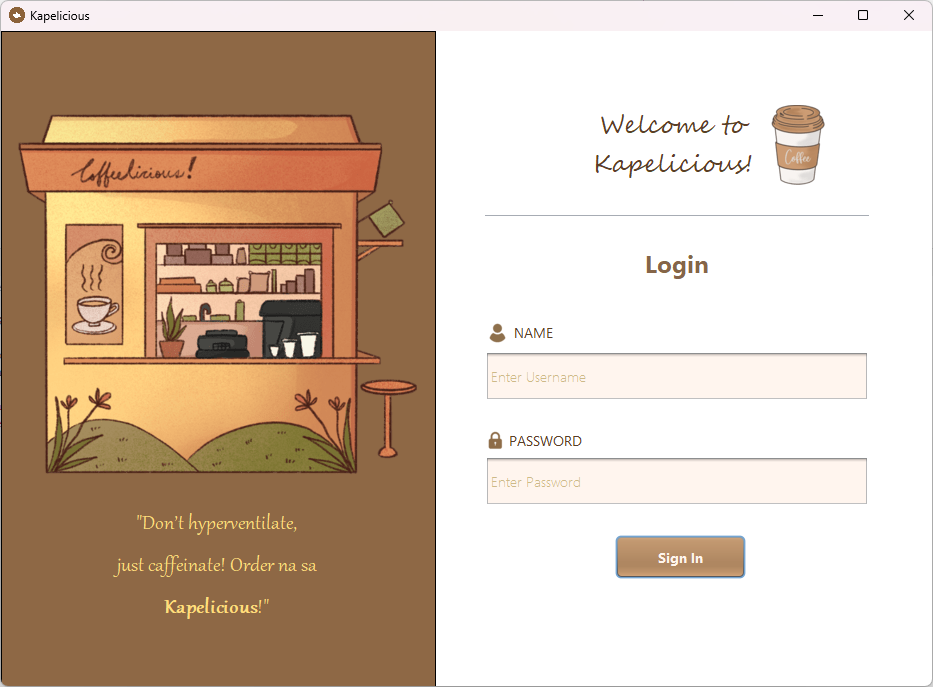 Kapelicious
Coffeelicious!
"Don't hyperventilate,
just caffeinate! Order na sa
Kapelicious!"
Welcome to
Kapelicious!
Coffee
Login
NAME
Enter Username
PASSWORD
Enter Password
Sign In